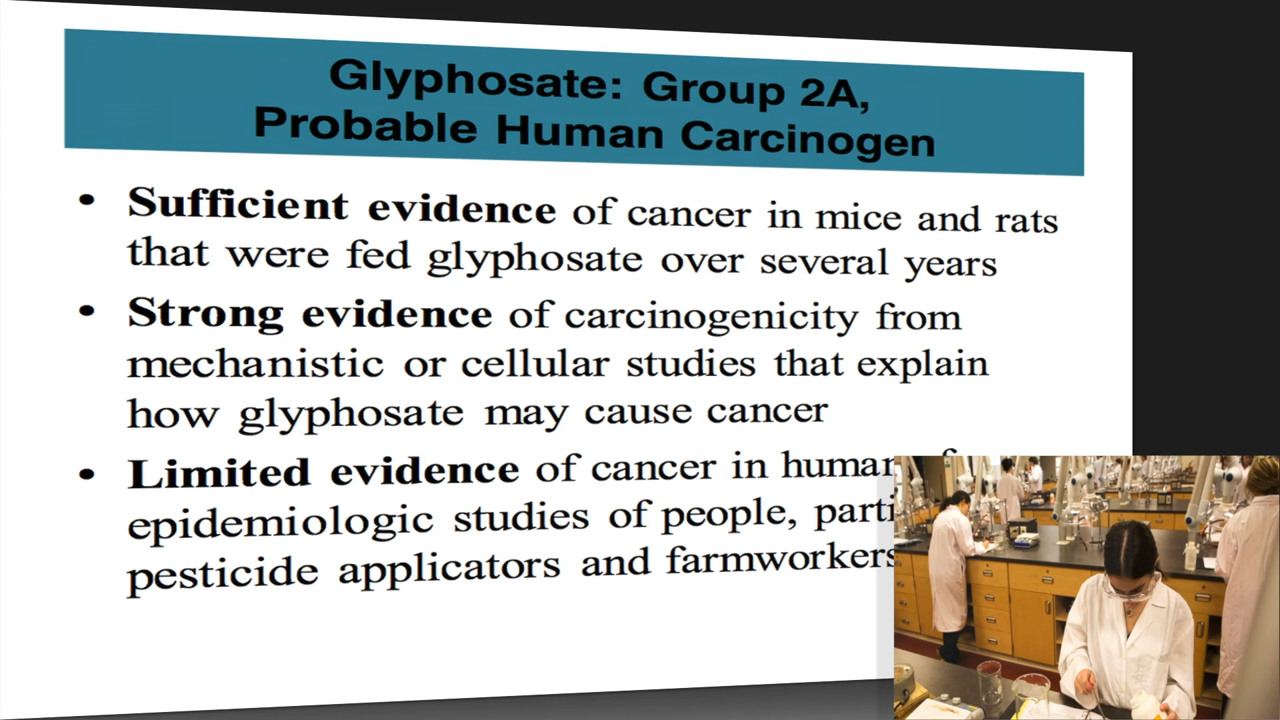 Glyphosate: Group 2A,
Probable Human Carcinogen
• Sufficient evidence of cancer in mice and rats
that were fed glyphosate over several years
• Strong evidence of carcinogenicity from
mechanistic or cellular studies that explain
how glyphosate may cause cancer
• Limited evidence of cancer in
epidemiologic studies of people,
pesticide applicators and farmworkers